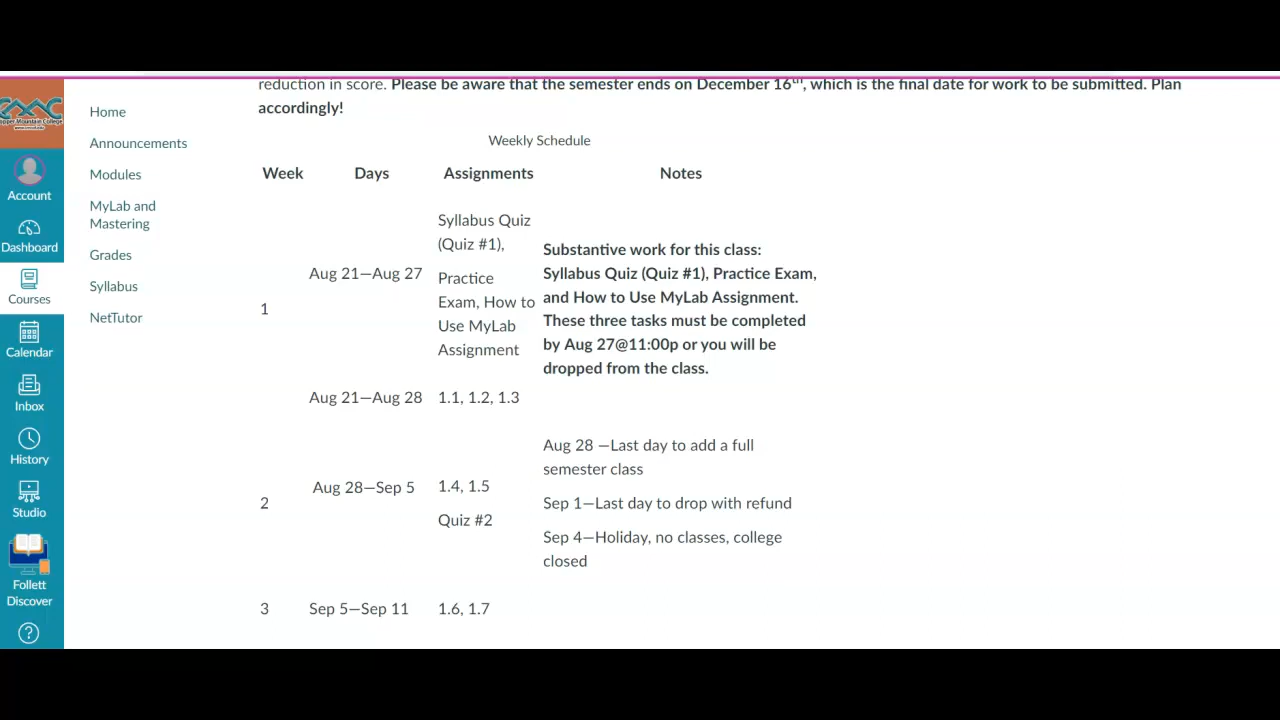 reduction in score. Please be aware that the semester ends on December 16th, which is the final date for work to be submitted. Plan
accordingly!
Home
Announcements
Modules
MyLab and
Mastering
Grades
Syllabus
NetTutor
Account
Dashboard
Courses
Calendar
Inbox
History
Studio
Follett
Discover
Weekly Schedule
Week Days Assignments Notes
1
Aug 21—Aug 27
Syllabus Quiz
(Quiz #1),
Practice
Exam, How to
Use MyLab
Assignment
Substantive work for this class:
Syllabus Quiz (Quiz #1), Practice Exam,
and How to Use MyLab Assignment.
These three tasks must be completed
by Aug 27@11:00p or you will be
dropped from the class.
Aug 21—Aug 28 1.1, 1.2, 1.3
2
Aug 28—Sep 5
1.4, 1.5
Quiz #2
Aug 28 —Last day to add a full
semester class
Sep 1—Last day to drop with refund
Sep 4—Holiday, no classes, college
closed
3 Sep 5—Sep 11 1.6, 1.7